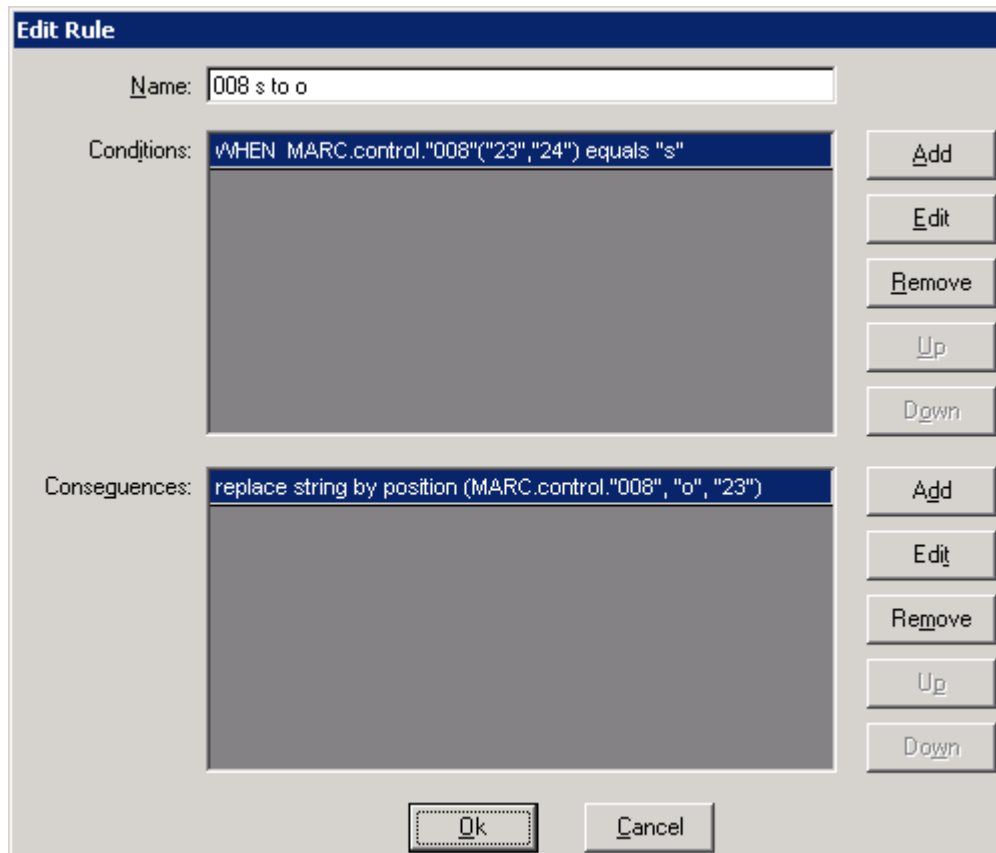 Edit Rule
Name: 008 s to o
Conditions: WHEN MARC.control."008"("23","24") equals "s"
Add
Edit
Remove
Up
Down
Conseguences: replace string by position (MARC.control."008", "o", "23")
Add
Edit
Remove
Up
Down
Ok Cancel